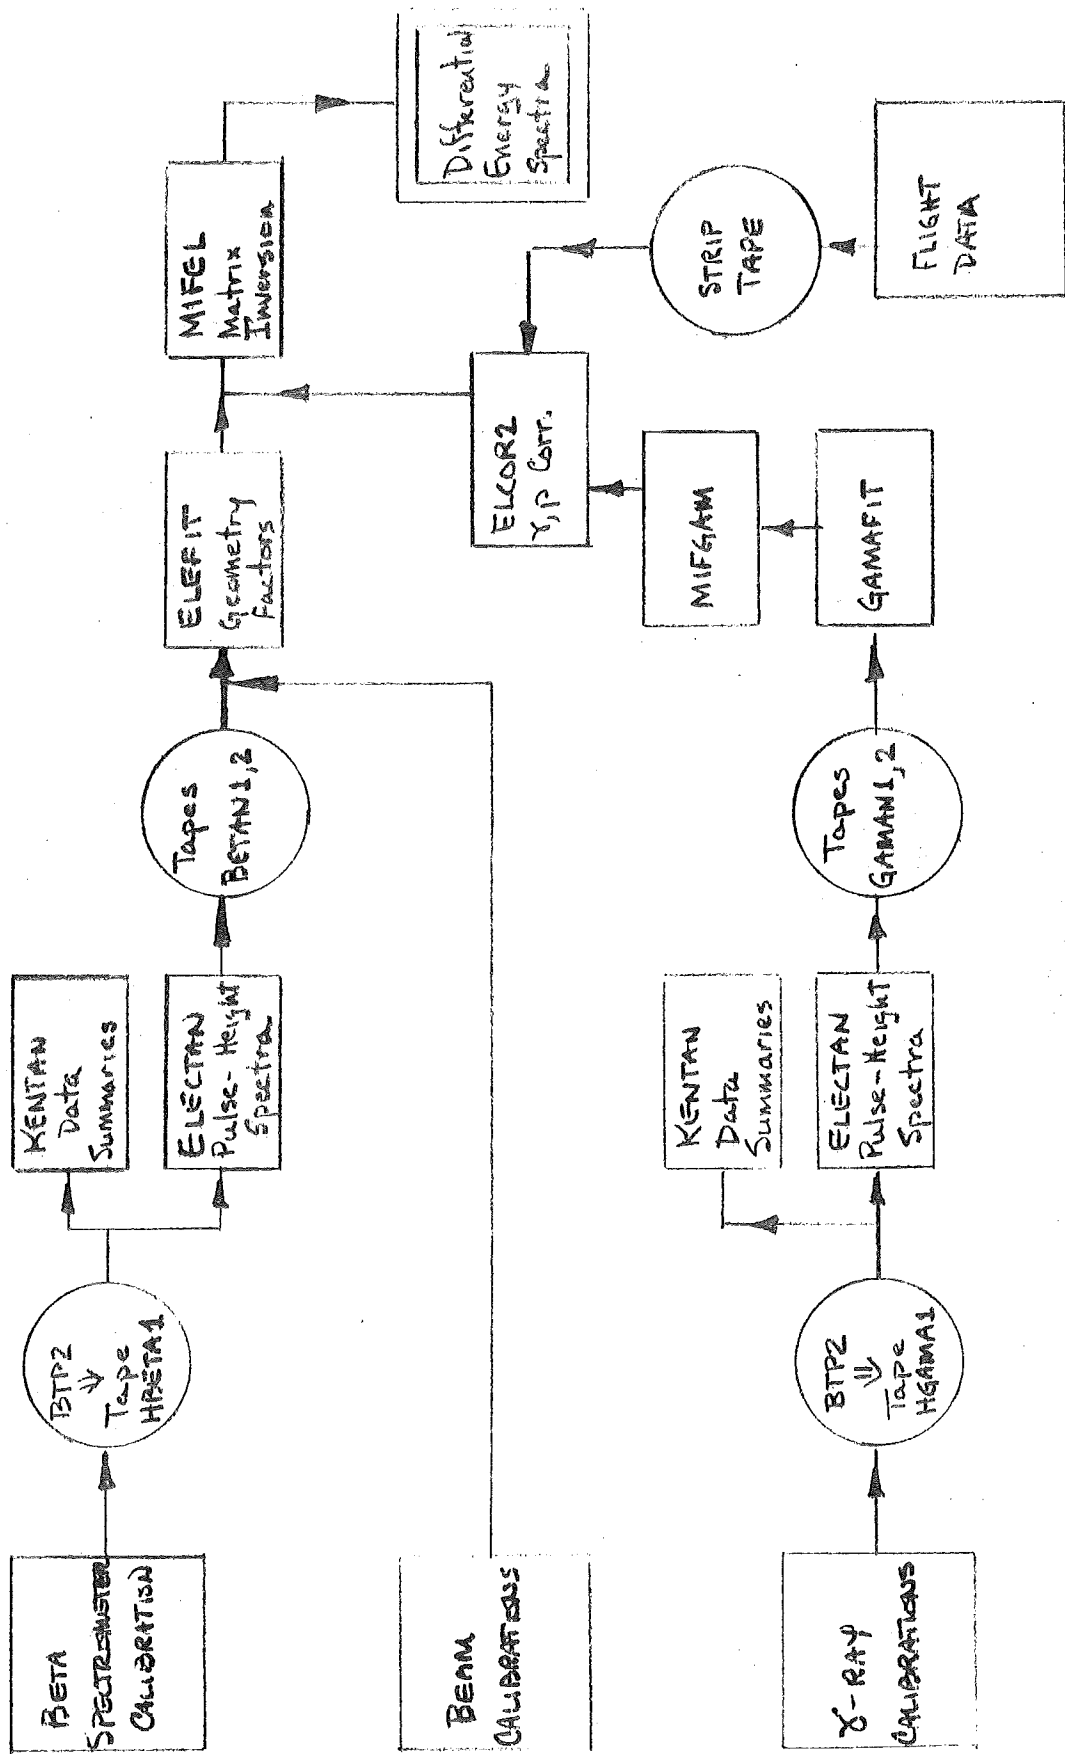 BETA
SPECTROMETER
CALIBRATION
BTP2
⇓
Tape
HBETA1
KENTAN
Data
Summaries
ELECTAN
Pulse-Height
Spectra
Tapes
BETAN1,2
ELEFIT
Geometry
Factors
MIFEL
Matrix
Inversion
Differential
Energy
Spectra
BEAM
CALIBRATIONS
ELCOR2
γ,p Corr.
STRIP
TAPE
FLIGHT
DATA
MIFGAM
γ-RAY
CALIBRATIONS
BTP2
⇓
Tape
HGAMA1
KENTAN
Data
Summaries
ELECTAN
Pulse-Height
Spectra
Tapes
GAMAN1,2
GAMAFIT